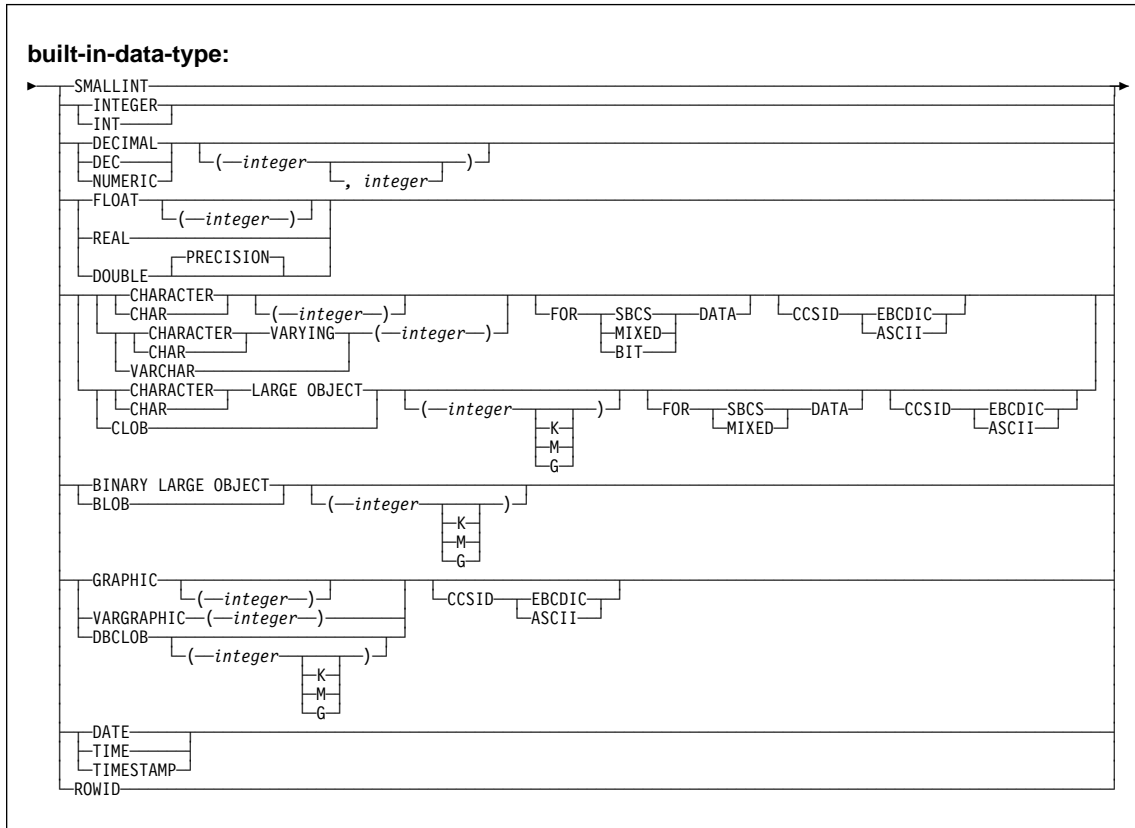 built-in-data-type:
SMALLINT
INTEGER
INT
DECIMAL
DEC ( integer )
NUMERIC , integer
FLOAT
( integer )
REAL
PRECISION
DOUBLE
CHARACTER
CHAR ( integer ) FOR SBCS DATA CCSID EBCDIC
CHARACTER VARYING ( integer ) MIXED ASCII
CHAR BIT
VARCHAR
CHARACTER LARGE OBJECT
CHAR ( integer ) FOR SBCS DATA CCSID EBCDIC
CLOB K MIXED ASCII
M
G
BINARY LARGE OBJECT
BLOB ( integer )
K
M
G
GRAPHIC
( integer ) CCSID EBCDIC
VARGRAPHIC ( integer ) ASCII
DBCLOB
( integer )
K
M
G
DATE
TIME
TIMESTAMP
ROWID